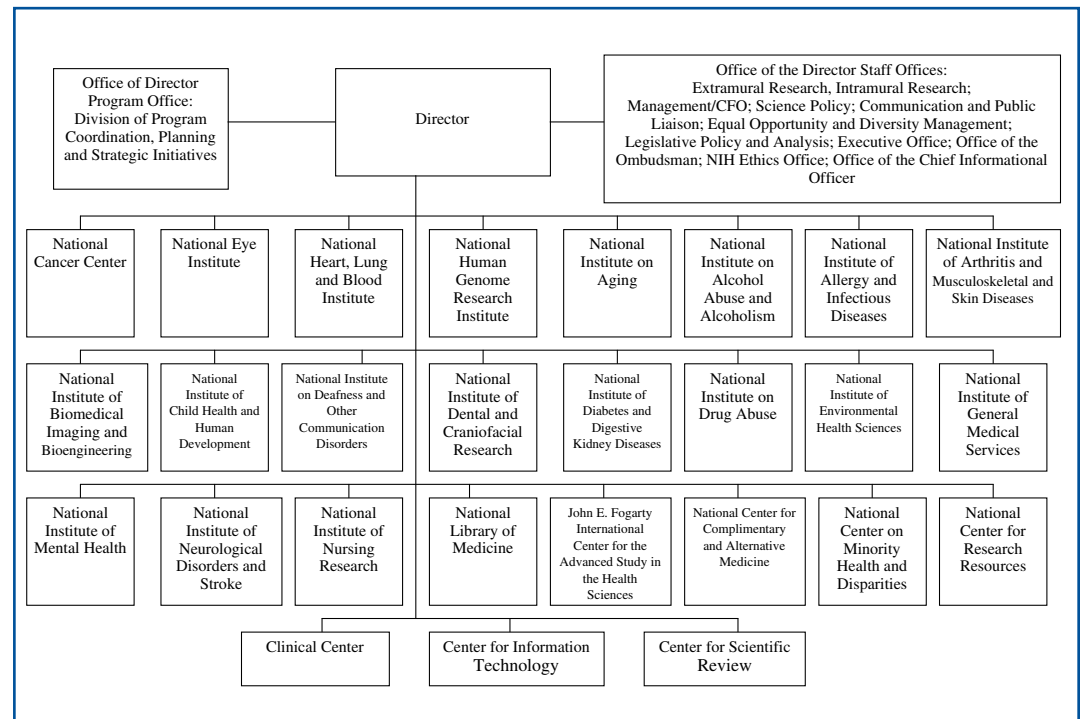 Office of Director
Program Office:
Division of Program
Coordination, Planning
and Strategic Initiatives
Director
Office of the Director Staff Offices:
Extramural Research, Intramural Research;
Management/CFO; Science Policy; Communication and Public
Liaison; Equal Opportunity and Diversity Management;
Legislative Policy and Analysis; Executive Office; Office of the
Ombudsman; NIH Ethics Office; Office of the Chief Informational
Officer
National
Cancer Center
National Eye
Institute
National
Heart, Lung
and Blood
Institute
National
Human
Genome
Research
Institute
National
Institute on
Aging
National
Institute on
Alcohol
Abuse and
Alcoholism
National
Institute of
Allergy and
Infectious
Diseases
National Institute
of Arthritis and
Musculoskeletal and
Skin Diseases
National
Institute of
Biomedical
Imaging and
Bioengineering
National
Institute of
Child Health and
Human
Development
National Institute
on Deafness and
Other
Communication
Disorders
National
Institute of
Dental and
Craniofacial
Research
National
Institute of
Diabetes and
Digestive
Kidney Diseases
National
Institute on
Drug Abuse
National
Institute of
Environmental
Health Sciences
National
Institute of
General
Medical
Services
National
Institute of
Mental Health
National
Institute of
Neurological
Disorders and
Stroke
National
Institute of
Nursing
Research
National
Library of
Medicine
John E. Fogarty
International
Center for the
Advanced Study in
the Health
Sciences
National Center for
Complimentary
and Alternative
Medicine
National
Center on
Minority
Health and
Disparities
National
Center for
Research
Resources
Clinical Center
Center for Information
Technology
Center for Scientific
Review